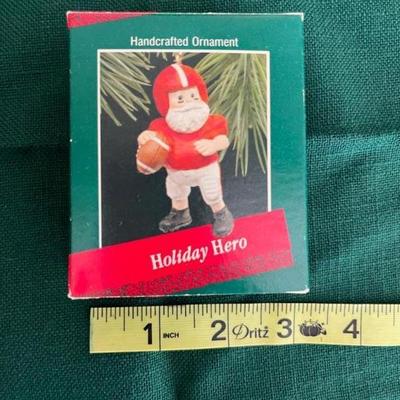 Handcrafted Ornament
Holiday Hero
1 INCH 2 Dritz 3 4